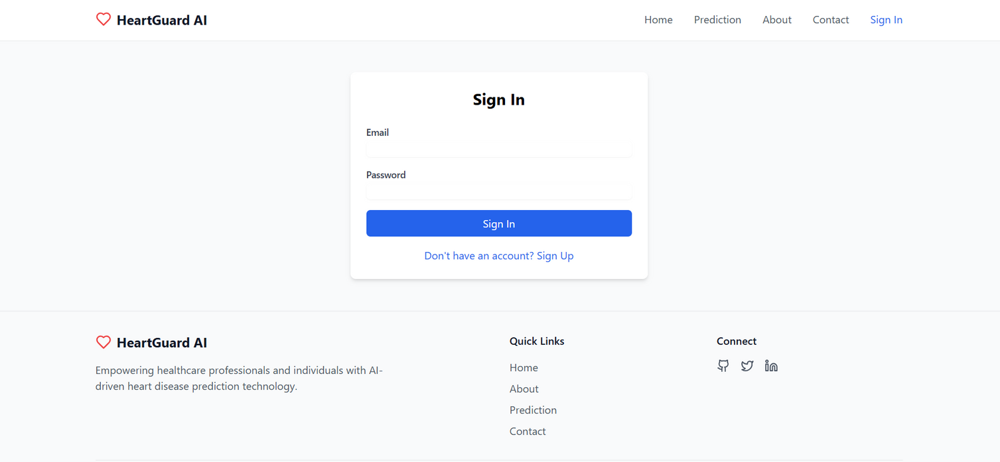 HeartGuard AI
Home
Prediction
About
Contact
Sign In
Sign In
Email
Password
Sign In
Don't have an account? Sign Up
HeartGuard AI
Empowering healthcare professionals and individuals with AI-
driven heart disease prediction technology.
Quick Links
Home
About
Prediction
Contact
Connect